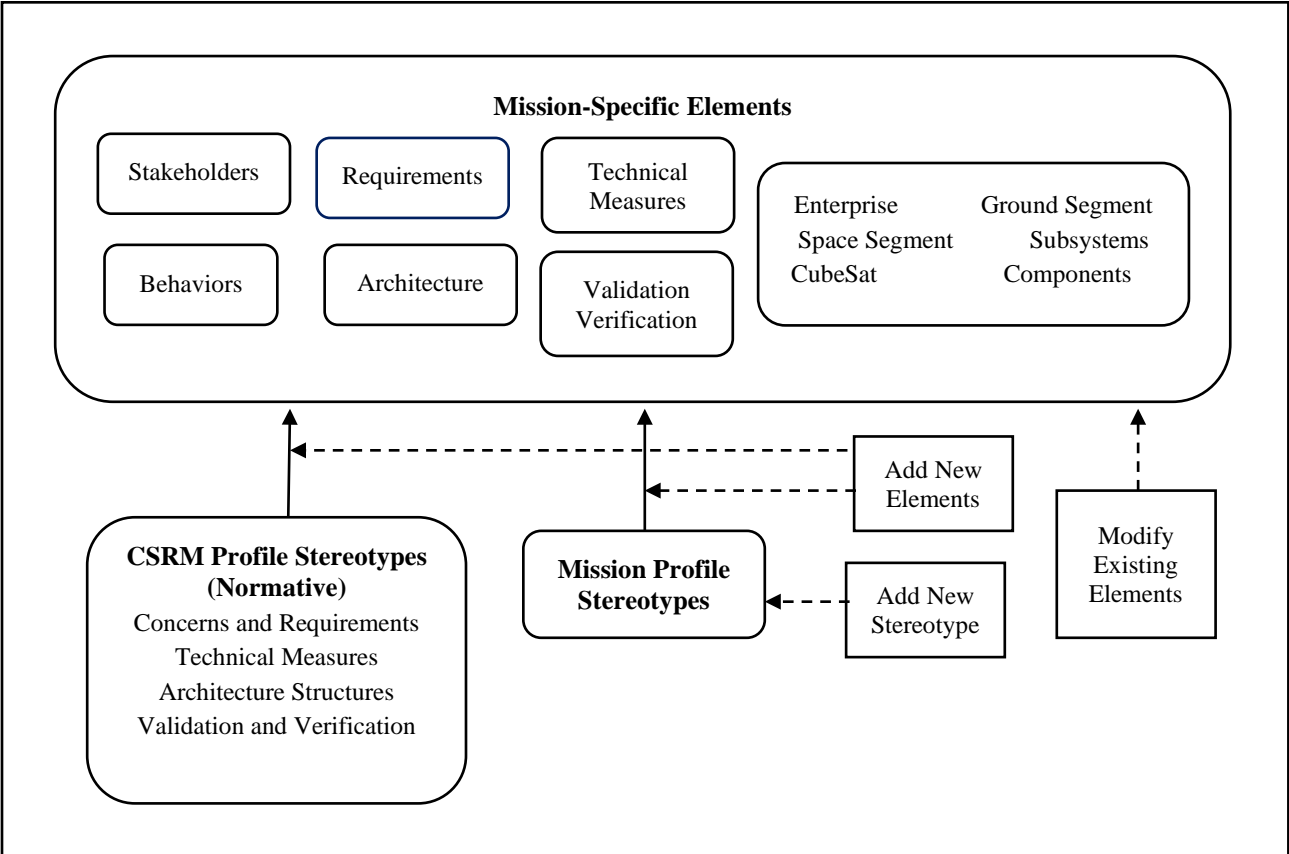 Mission-Specific Elements
Stakeholders
Requirements
Technical
Measures
Behaviors
Architecture
Validation
Verification
Enterprise Ground Segment
Space Segment Subsystems
CubeSat Components
Add New
Elements
Modify
Existing
Elements
CSRM Profile Stereotypes
(Normative)
Concerns and Requirements
Technical Measures
Architecture Structures
Validation and Verification
Mission Profile
Stereotypes
Add New
Stereotype